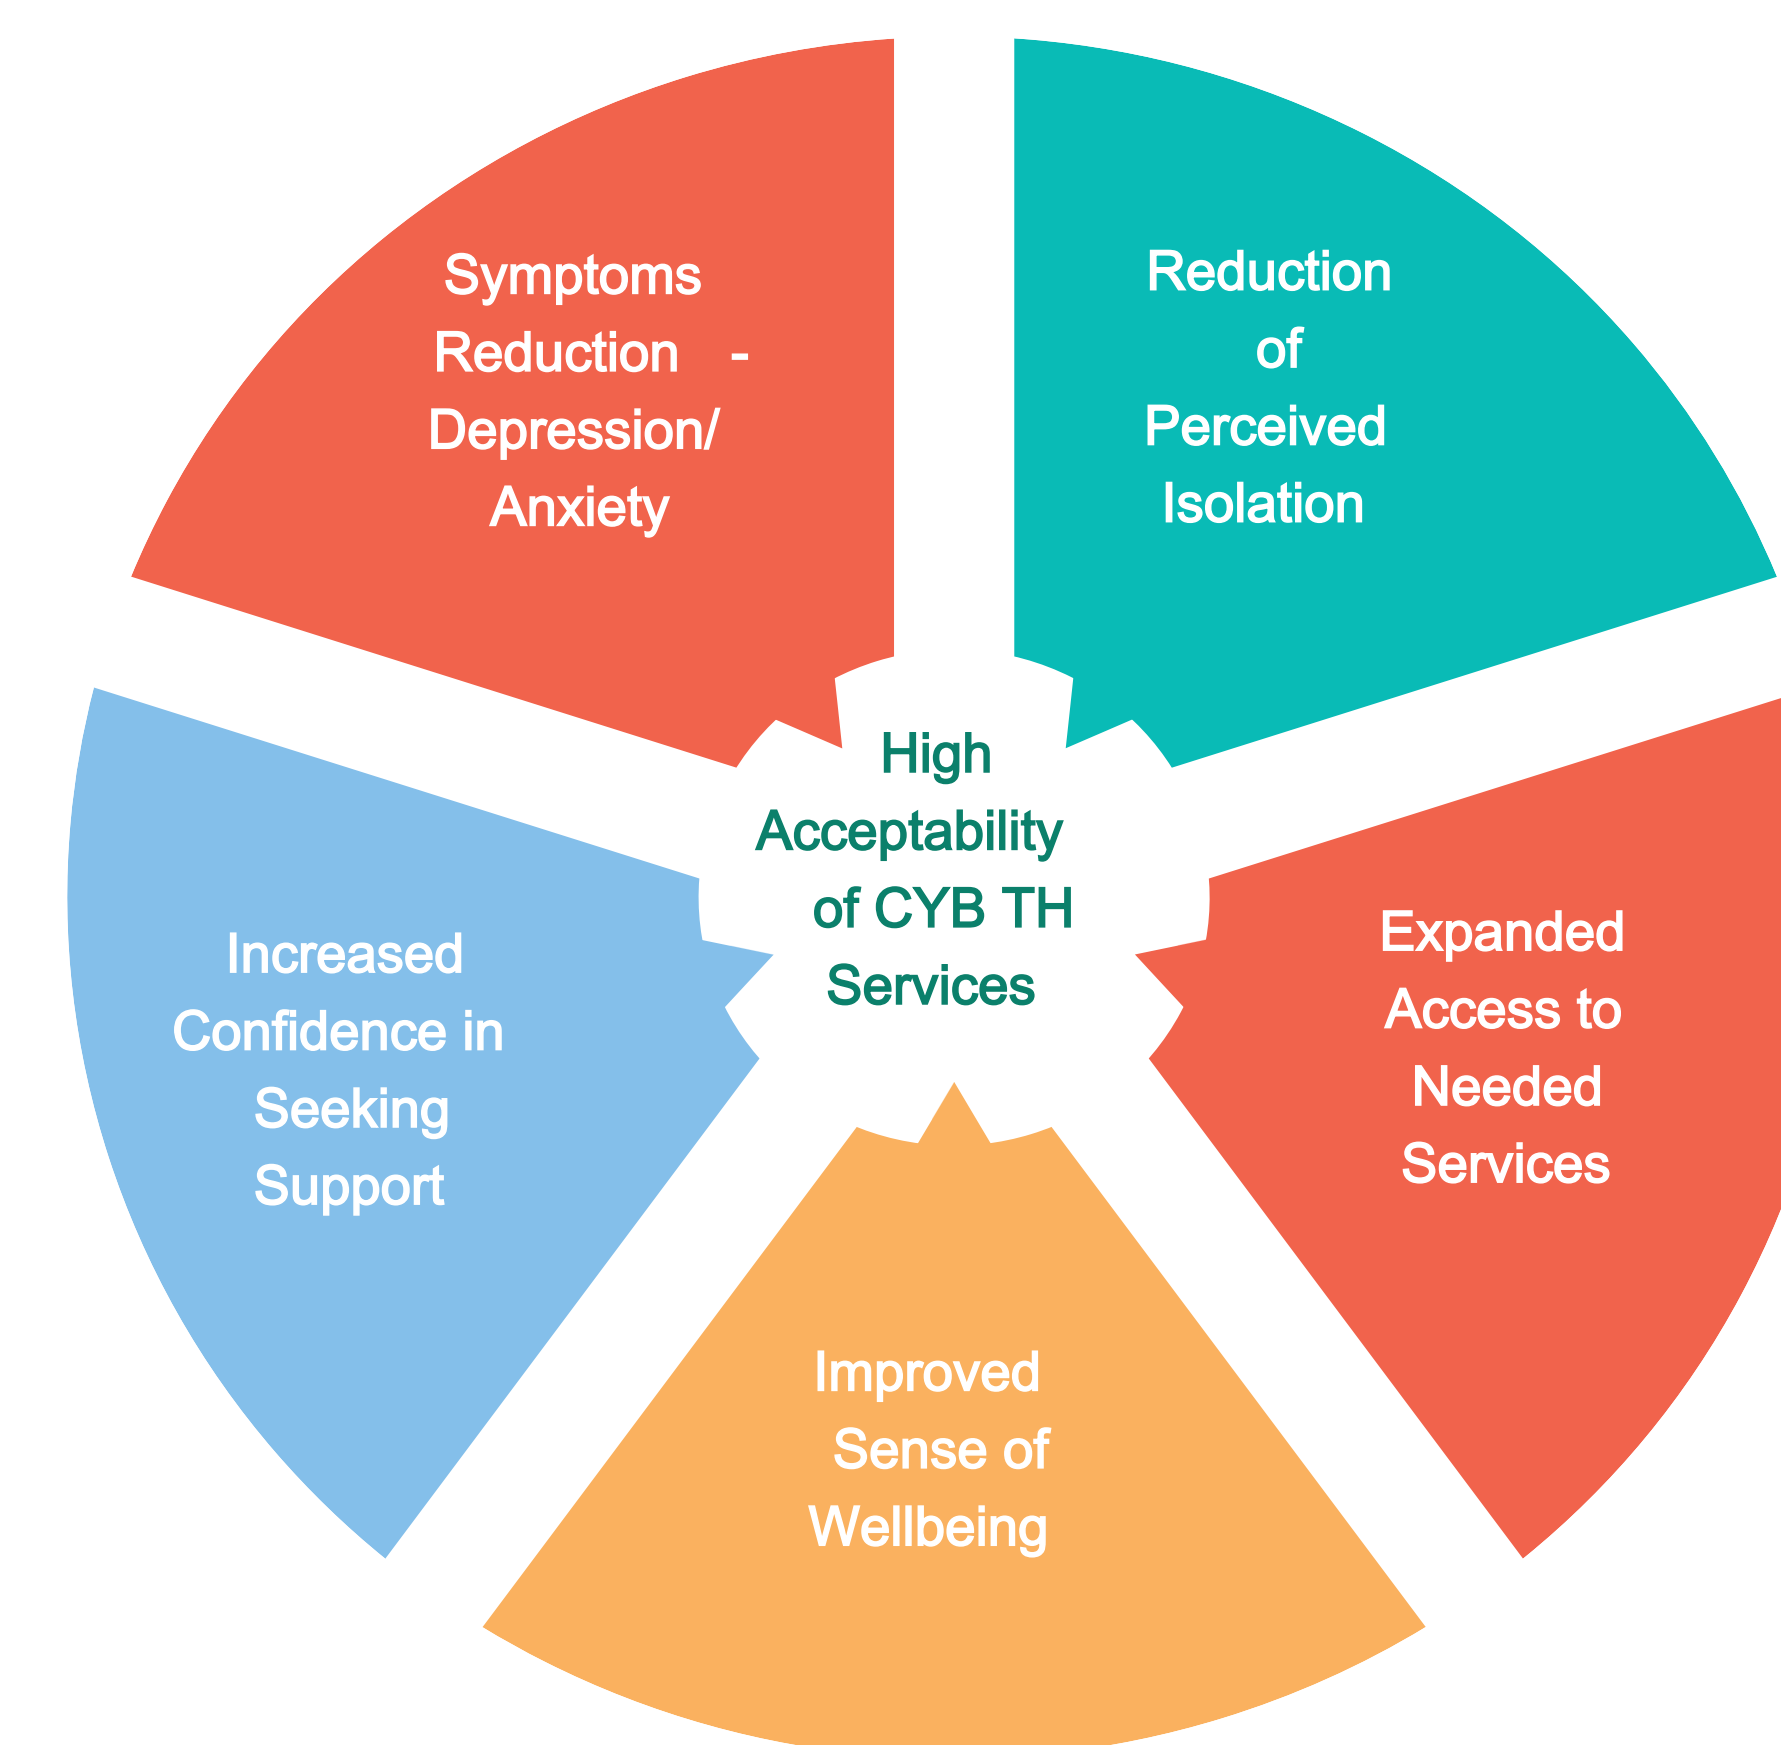 Symptoms
Reduction -
Depression/
Anxiety
Reduction
of
Perceived
Isolation
High
Acceptability
of CYB TH
Services
Increased
Confidence in
Seeking
Support
Expanded
Access to
Needed
Services
Improved
Sense of
Wellbeing